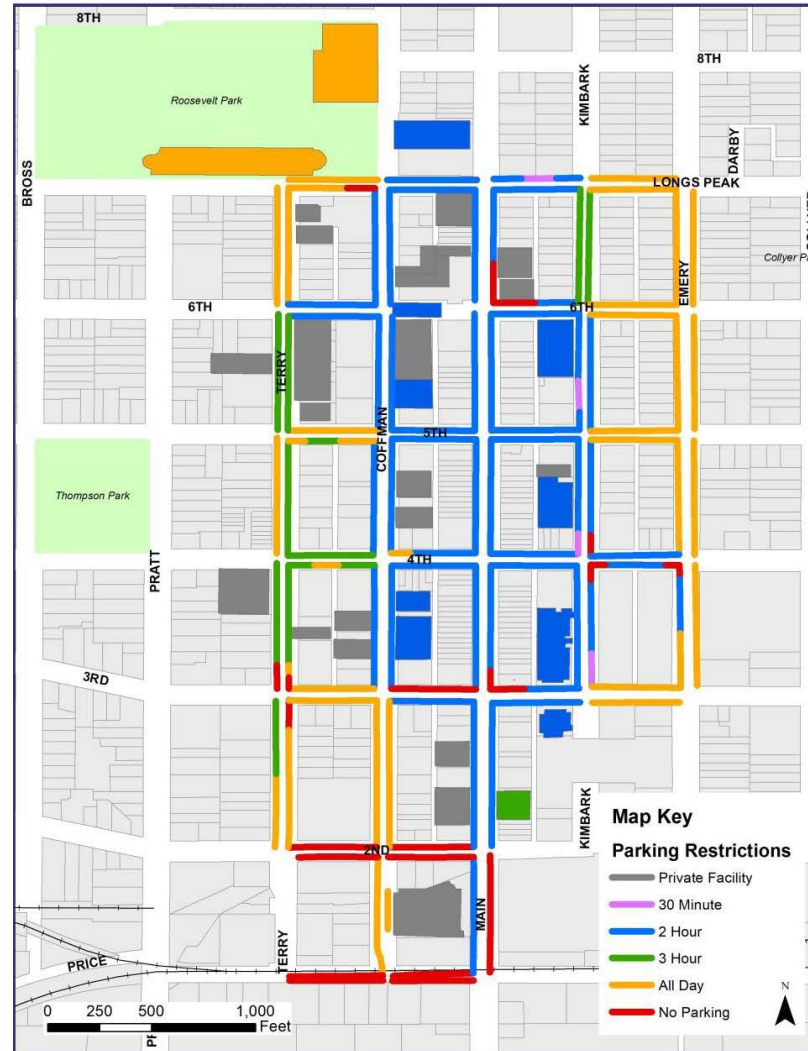 8TH
8TH
Roosevelt Park
KIMBARK
DARBY
BROSS
LONGS PEAK
Collyer P
EMERY
6TH
6TH
TERRY
COFFMAN
5TH
Thompson Park
4TH
PRATT
3RD
KIMBARK
2ND
MAIN
TERRY
PRICE
Map Key
Parking Restrictions
Private Facility
30 Minute
2 Hour
3 Hour
All Day
No Parking
N
0 250 500 1,000
Feet